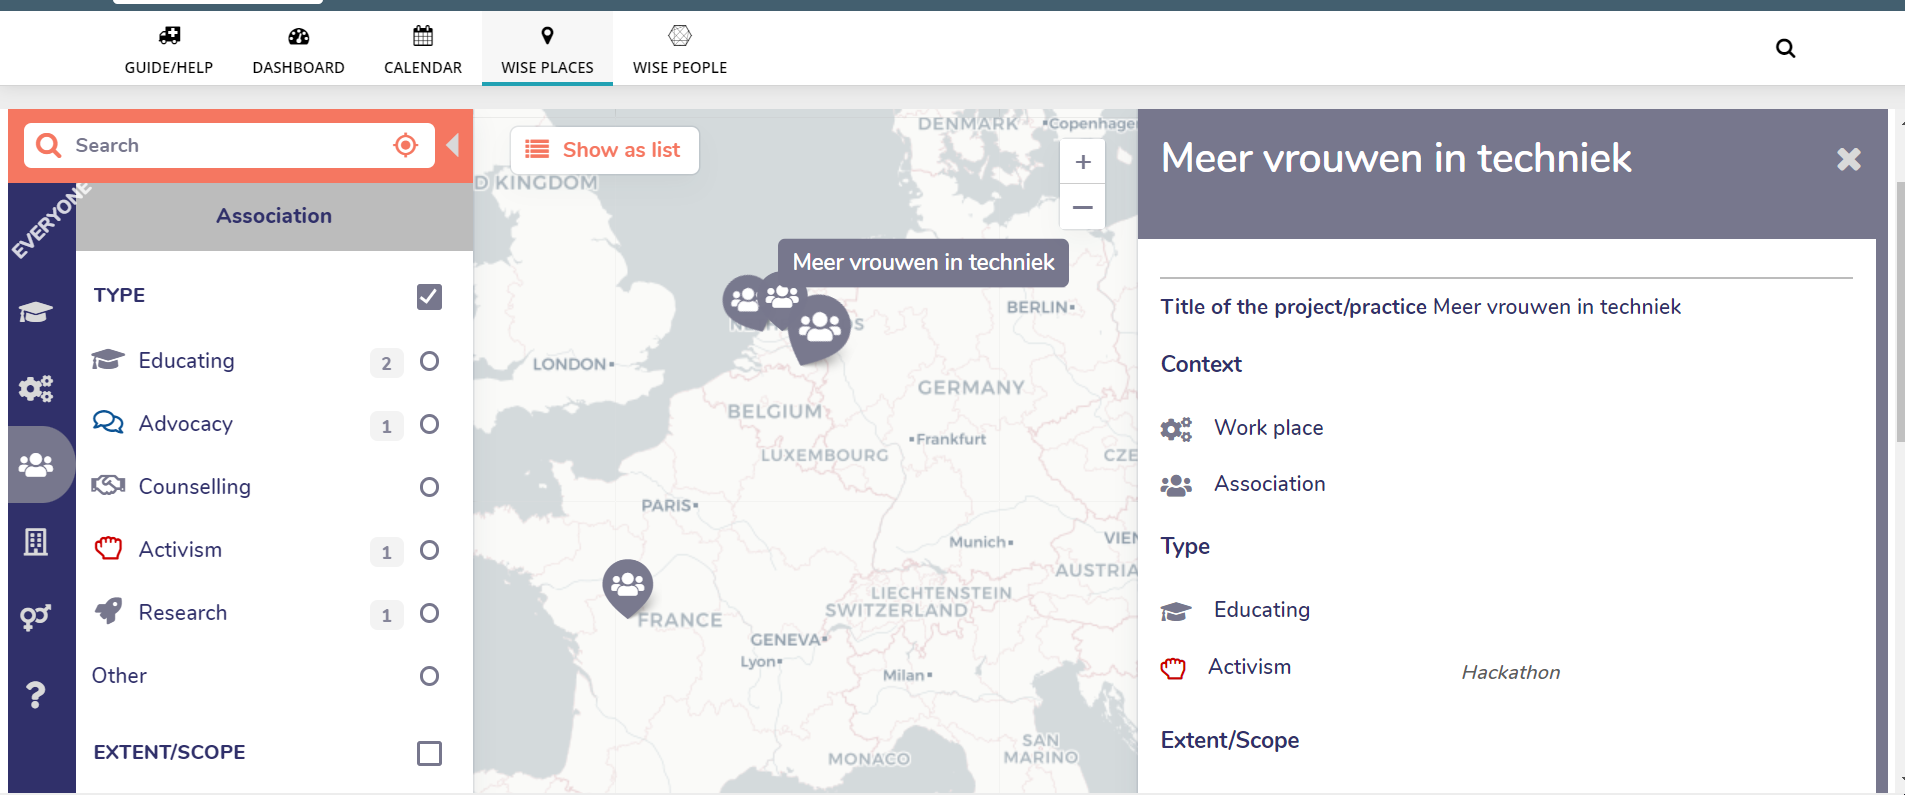 GUIDE/HELP DASHBOARD CALENDAR WISE PLACES WISE PEOPLE
Search
EVERYONE
Association
TYPE
Educating 2
Advocacy 1
Counselling
Activism 1
Research 1
Other
EXTENT/SCOPE
Show as list
DENMARK
Copenhagen
D KINGDOM
+
−
Meer vrouwen in techniek
BERLIN
LONDON
GERMANY
BELGIUM
Frankfurt
LUXEMBOURG
CZE
PARIS
Munich
VIEN
AUSTRIA
LIECHTENSTEIN
SWITZERLAND
FRANCE
GENEVA
Lyon
Milan
SAN
MARINO
MONACO
Meer vrouwen in techniek
Title of the project/practice Meer vrouwen in techniek
Context
Work place
Association
Type
Educating
Activism Hackathon
Extent/Scope